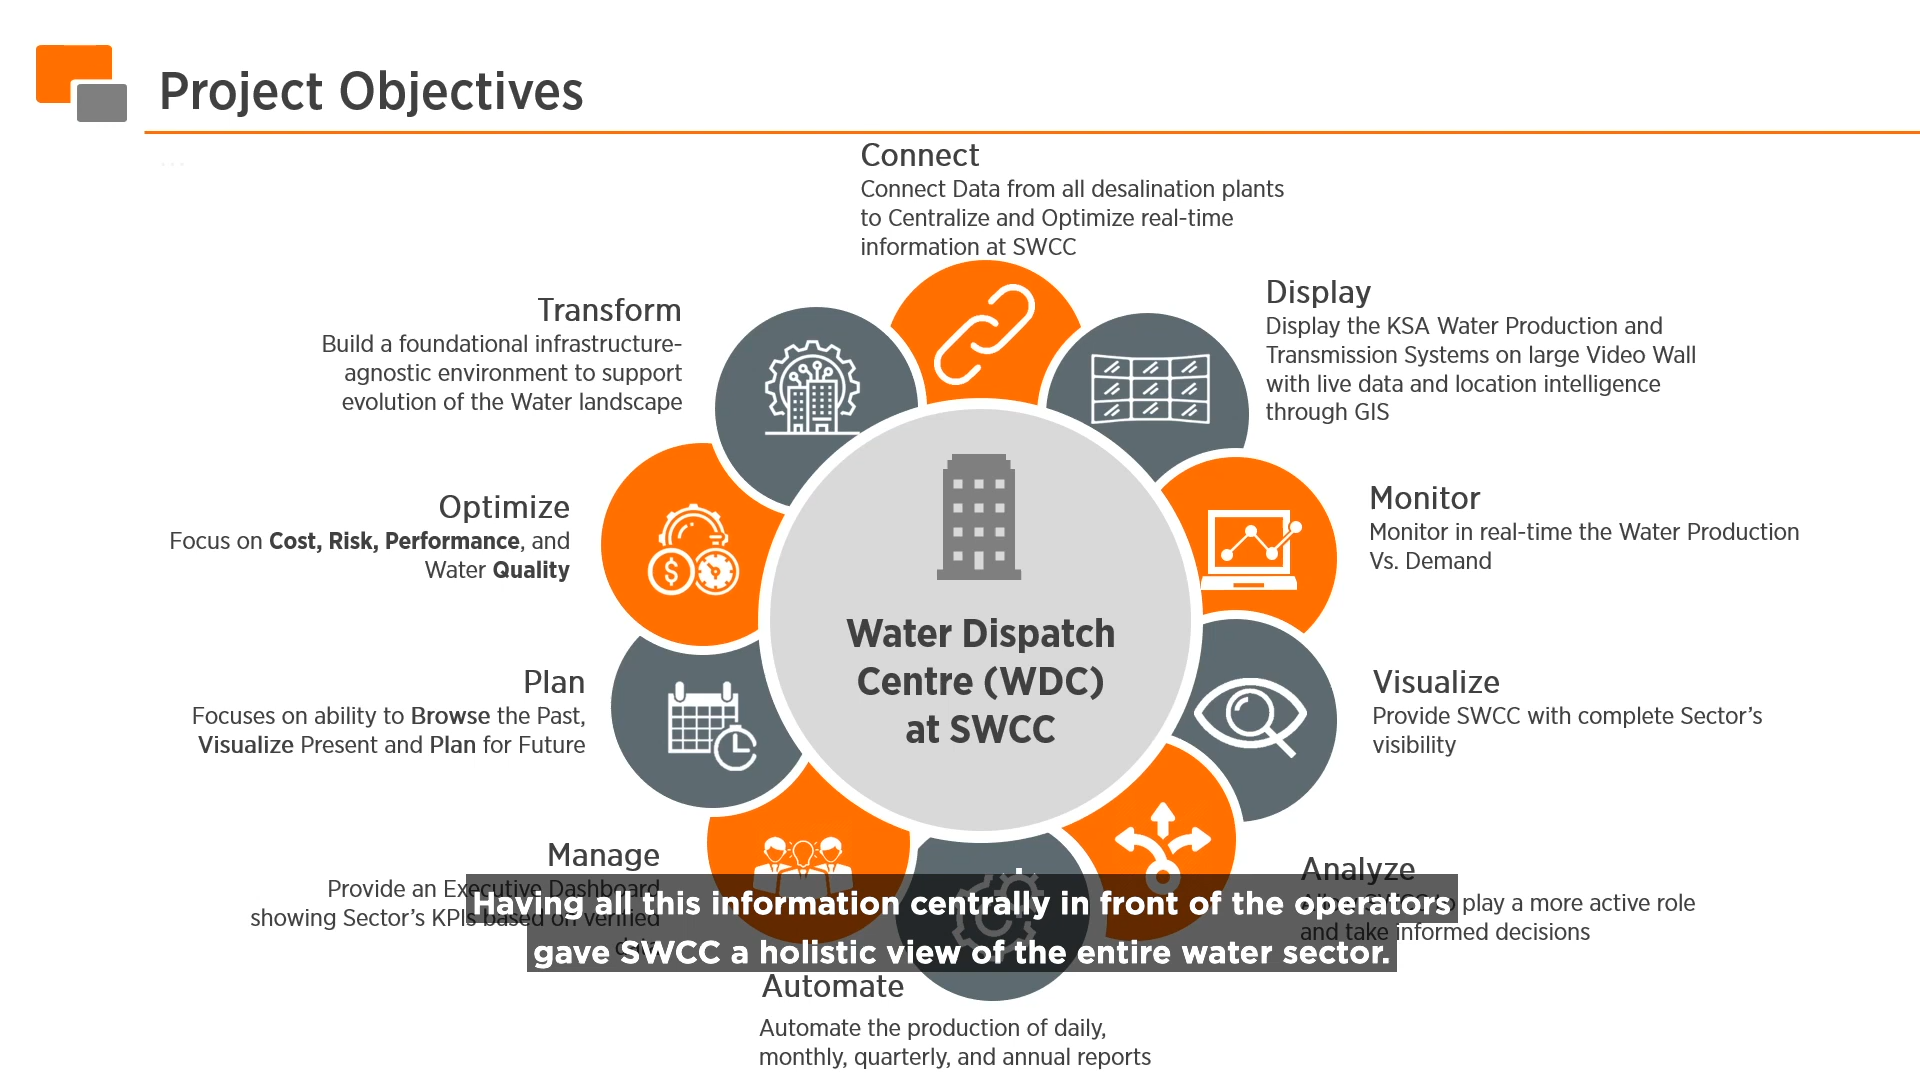 Project Objectives
...
Connect
Connect Data from all desalination plants
to Centralize and Optimize real-time
information at SWCC
Display
Display the KSA Water Production and
Transmission Systems on large Video Wall
with live data and location intelligence
through GIS
Monitor
Monitor in real-time the Water Production
Vs. Demand
Visualize
Provide SWCC with complete Sector's
visibility
Analyze
play a more active role
and take informed decisions
Automate
Automate the production of daily,
monthly, quarterly, and annual reports
Manage
Provide an Executive Dashboard
showing Sector's KPIs based on verified
Plan
Focuses on ability to Browse the Past,
Visualize Present and Plan for Future
Optimize
Focus on Cost, Risk, Performance, and
Water Quality
Transform
Build a foundational infrastructure-
agnostic environment to support
evolution of the Water landscape
Water Dispatch
Centre (WDC)
at SWCC
Having all this information centrally in front of the operators
gave SWCC a holistic view of the entire water sector.